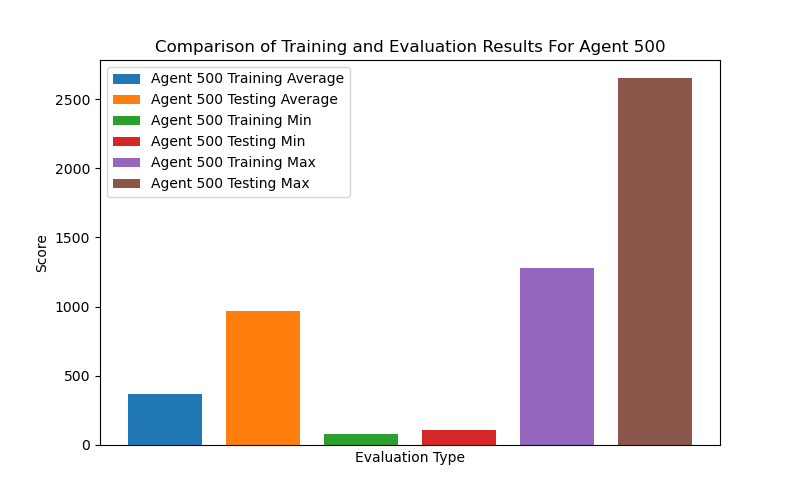 Comparison of Training and Evaluation Results For Agent 500
Agent 500 Training Average
Agent 500 Testing Average
Agent 500 Training Min
Agent 500 Testing Min
Agent 500 Training Max
Agent 500 Testing Max
2500
2000
1500
1000
500
0
Score
Evaluation Type